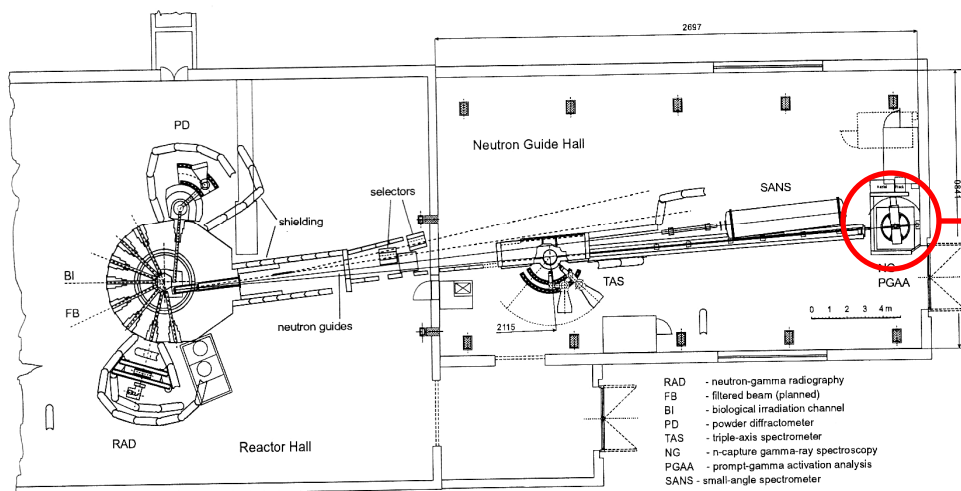 2697
PD
Neutron Guide Hall
selectors
SANS
1480
shielding
BI
TAS
NG
PGAA
FB
0 1 2 3 4m
neutron guides
2115
RAD
Reactor Hall
RAD - neutron-gamma radiography
FB - filtered beam (planned)
BI - biological irradiation channel
PD - powder diffractometer
TAS - triple-axis spectrometer
NG - n-capture gamma-ray spectroscopy
PGAA - prompt-gamma activation analysis
SANS - small-angle spectrometer